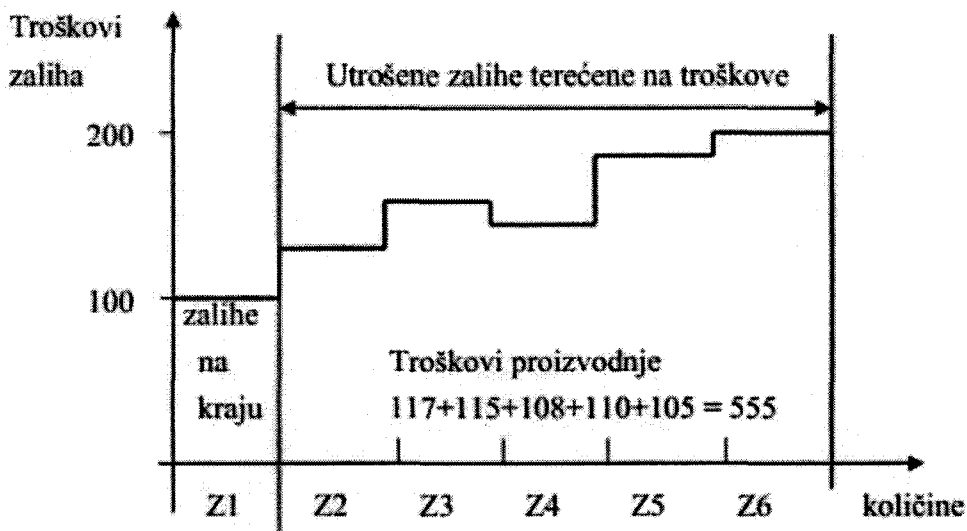 Troškovi
zaliha
Utrošene zalihe terećene na troškove
200
100
zalihe
na
kraju
Troškovi proizvodnje
117+115+108+110+105 = 555
Z1 Z2 Z3 Z4 Z5 Z6 količine